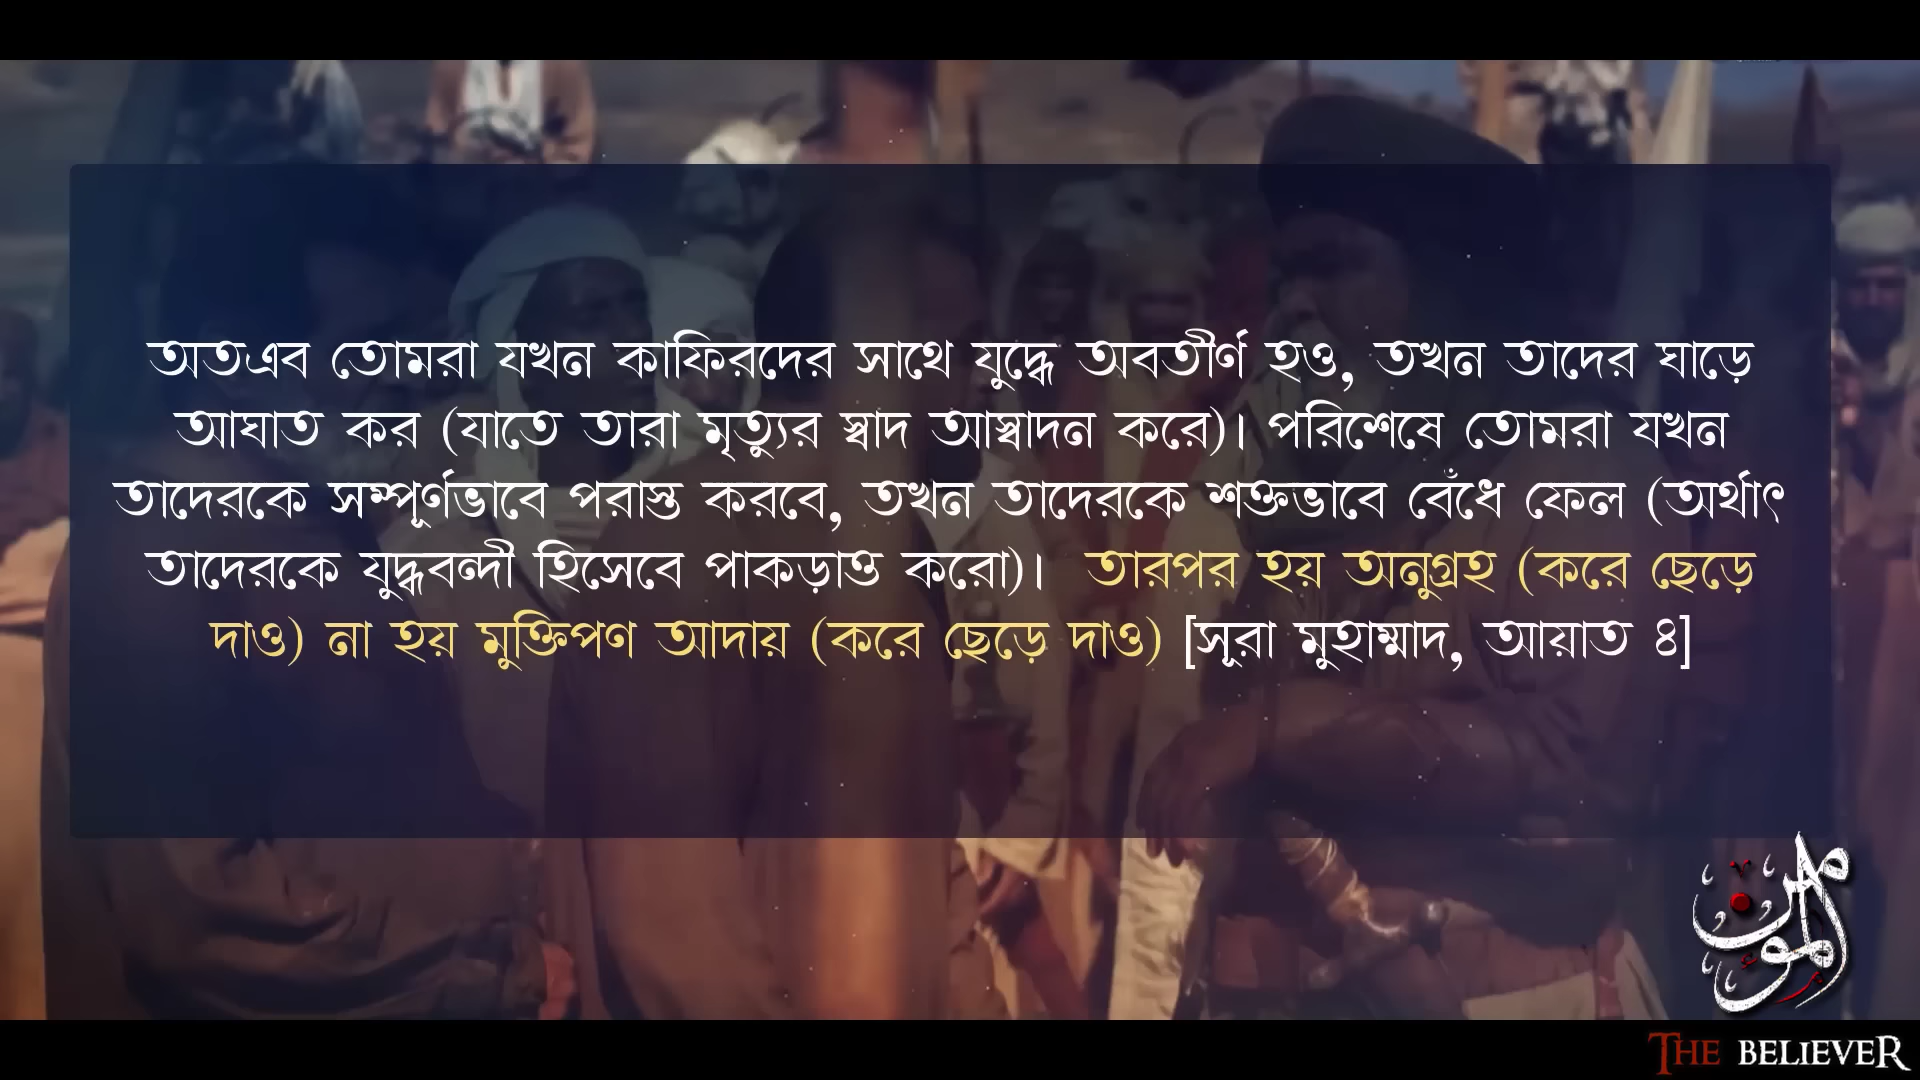 অতএব তোমরা যখন কাফিরদের সাথে যুদ্ধে অবতীর্ণ হও, তখন তাদের ঘাড়ে
আঘাত কর (যাতে তারা মৃত্যুর স্বাদ আস্বাদন করে)। পরিশেষে তোমরা যখন
তাদেরকে সম্পূর্ণভাবে পরাস্ত করবে, তখন তাদেরকে শক্তভাবে বেঁধে ফেল (অর্থাৎ
তাদেরকে যুদ্ধবন্দী হিসেবে পাকড়াও করো)। তারপর হয় অনুগ্রহ (করে ছেড়ে
দাও) না হয় মুক্তিপণ আদায় (করে ছেড়ে দাও) [সূরা মুহাম্মাদ, আয়াত ৪]
المؤمن
THE BELIEVER